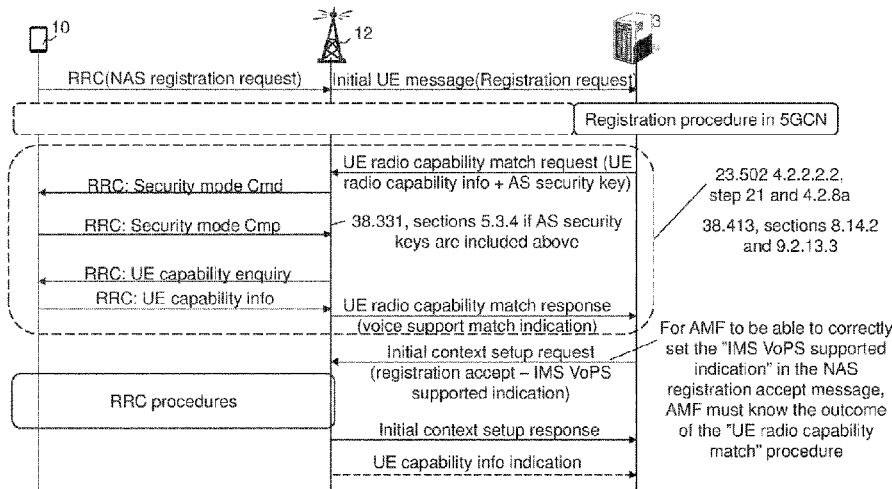 10
12
3
RRC(NAS registration request)
Initial UE message(Registration request)
Registration procedure in 5GCN
UE radio capability match request (UE
radio capability info + AS security key)
RRC: Security mode Cmd
23.502 4.2.2.2.2,
step 21 and 4.2.8a
38.413, sections 8.14.2
and 9.2.13.3
RRC: Security mode Cmp
38.331, sections 5.3.4 if AS security
keys are included above
RRC: UE capability enquiry
RRC: UE capability info
UE radio capability match response
(voice support match indication)
Initial context setup request
(registration accept – IMS VoPS
supported indication)
For AMF to be able to correctly
set the "IMS VoPS supported
indication" in the NAS
registration accept message,
AMF must know the outcome
of the "UE radio capability
match" procedure
RRC procedures
Initial context setup response
UE capability info indication